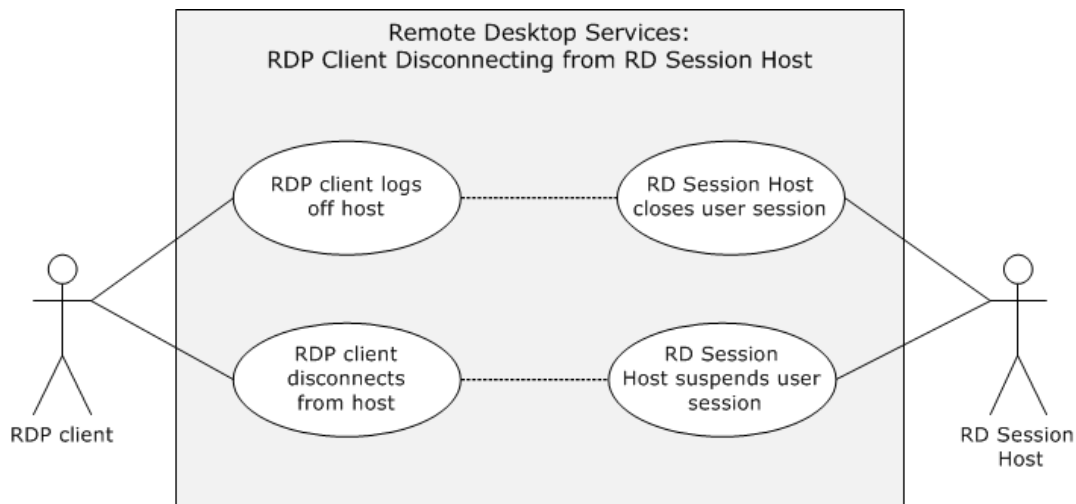 Remote Desktop Services:
RDP Client Disconnecting from RD Session Host
RDP client logs
off host
RD Session Host
closes user session
RDP client
disconnects
from host
RD Session
Host suspends user
session
RDP client
RD Session
Host